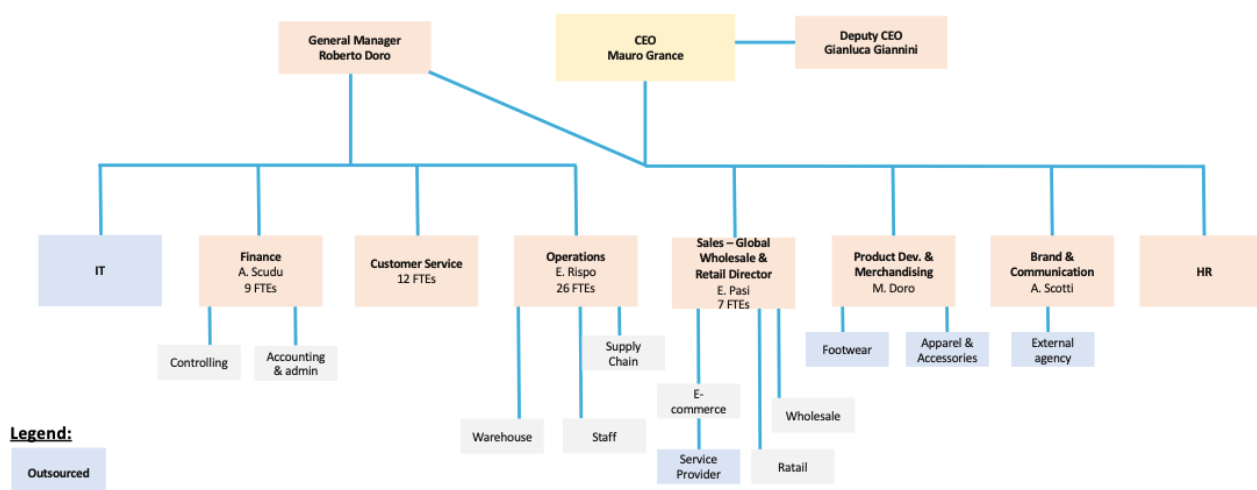 General Manager
Roberto Doro
CEO
Mauro Grance
Deputy CEO
Gianluca Giannini
IT
Finance
A. Scudu
9 FTEs
Customer Service
12 FTEs
Operations
E. Rispo
26 FTEs
Sales – Global
Wholesale &
Retail Director
E. Pasi
7 FTEs
Product Dev. &
Merchandising
M. Doro
Brand &
Communication
A. Scotti
HR
Controlling
Accounting
& admin
Supply
Chain
Footwear
Apparel &
Accessories
External
agency
E-
commerce
Wholesale
Warehouse
Staff
Service
Provider
Ratail
Legend:
Outsourced